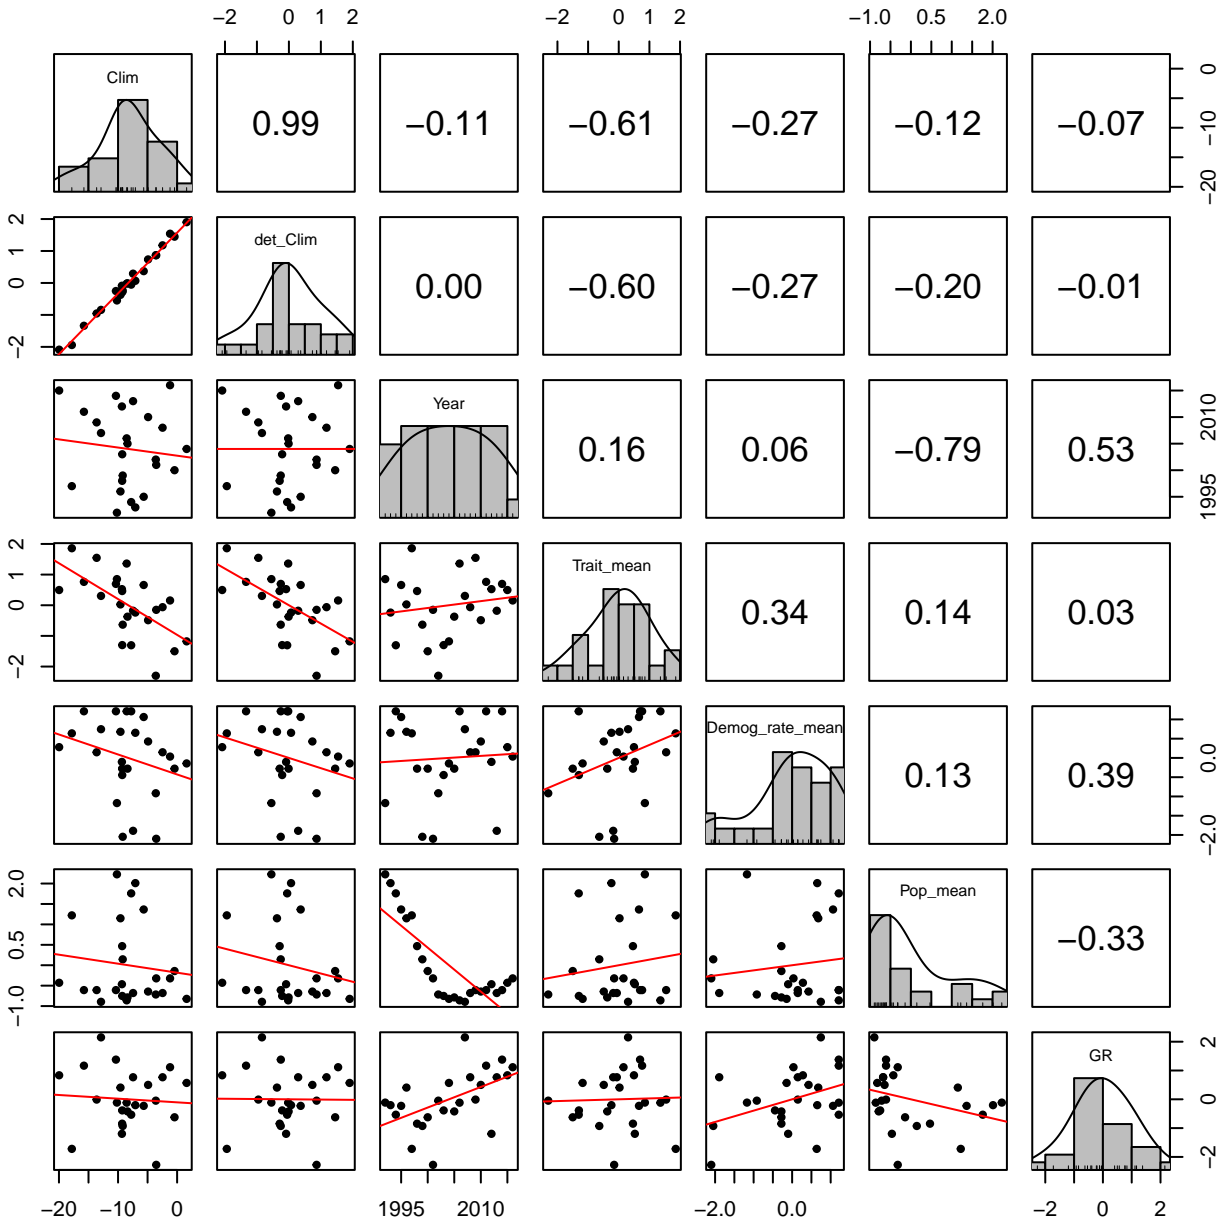 −2 0 1 2 −2 0 1 2 −1.0 0.5 2.0
Clim 0.99 −0.11 −0.61 −0.27 −0.12 −0.07 0 −10 −20
2 1 0 −2 det_Clim 0.00 −0.60 −0.27 −0.20 −0.01
Year 0.16 0.06 −0.79 0.53 2010 1995
2 1 0 −2 Trait_mean 0.34 0.14 0.03
Demog_rate_mean 0.13 0.39 0.0 −2.0
2.0 0.5 −1.0 Pop_mean −0.33
GR 2 1 0 −2
−20 −10 0 1995 2010 −2.0 0.0 −2 0 1 2